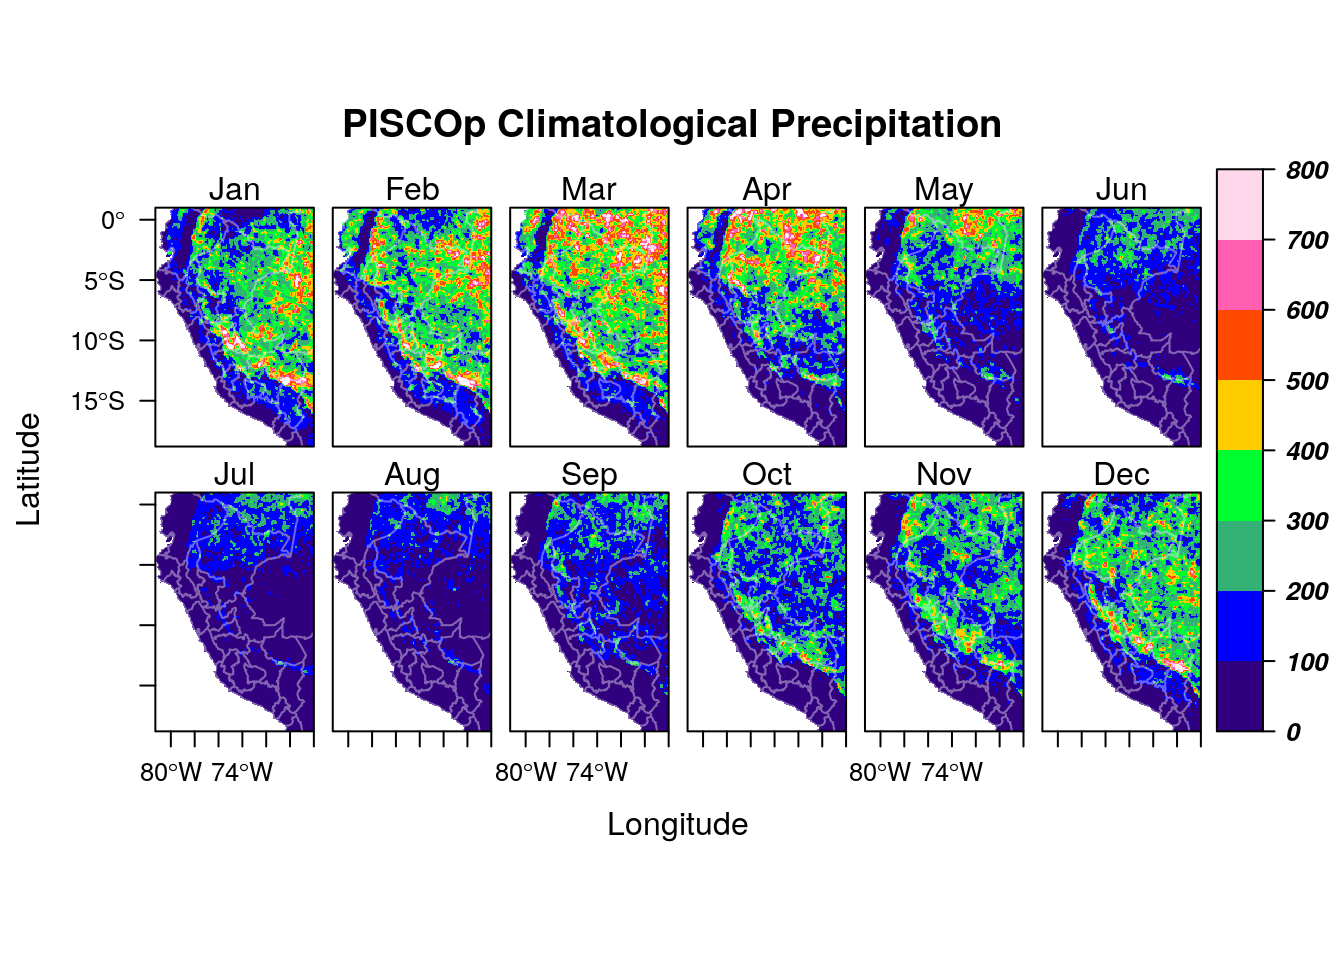 PISCOp Climatological Precipitation
Jan Feb Mar Apr May Jun
0°
5°S
10°S
15°S
Latitude
Jul Aug Sep Oct Nov Dec
80°W 74°W 80°W 74°W 80°W 74°W
Longitude
800
700
600
500
400
300
200
100
0